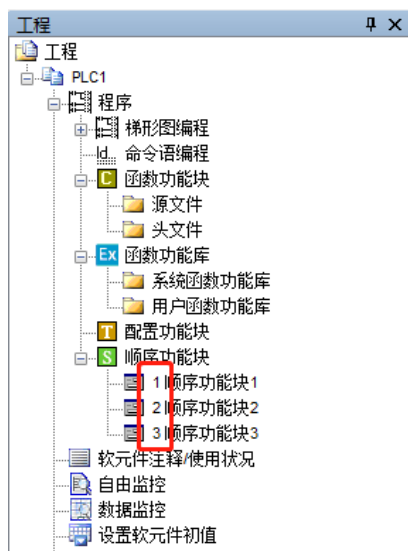 工程
工程
PLC1
程序
梯形图编程
Id... 命令语编程
C 函数功能块
源文件
头文件
Ex 函数功能库
系统函数功能库
用户函数功能库
T 配置功能块
S 顺序功能块
1 顺序功能块1
2 顺序功能块2
3 顺序功能块3
软元件注释/使用状况
自由监控
数据监控
设置软元件初值